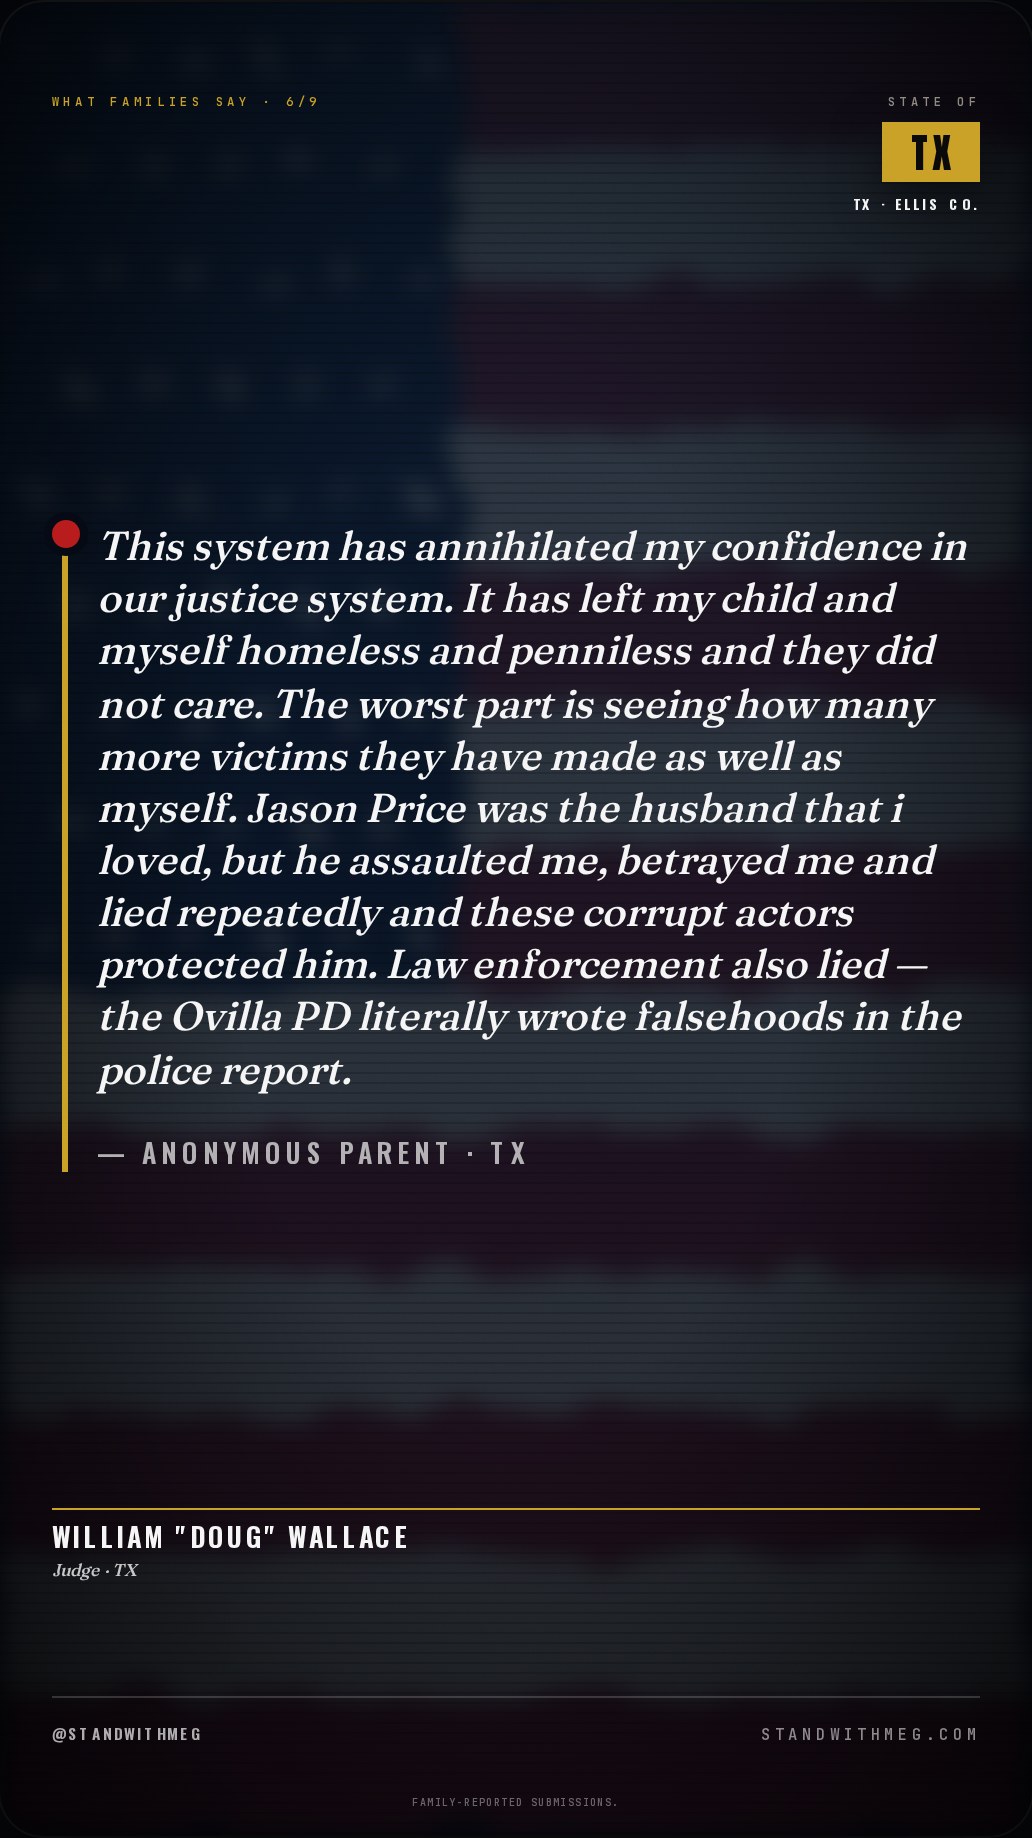 WHAT FAMILIES SAY · 6/9
STATE OF
TX
TX · ELLIS CO.
This system has annihilated my confidence in
our justice system. It has left my child and
myself homeless and penniless and they did
not care. The worst part is seeing how many
more victims they have made as well as
myself. Jason Price was the husband that i
loved, but he assaulted me, betrayed me and
lied repeatedly and these corrupt actors
protected him. Law enforcement also lied —
the Ovilla PD literally wrote falsehoods in the
police report.
— ANONYMOUS PARENT · TX
WILLIAM "DOUG" WALLACE
Judge · TX
@STANDWITHMEG
STANDWITHMEG.COM
FAMILY-REPORTED SUBMISSIONS.